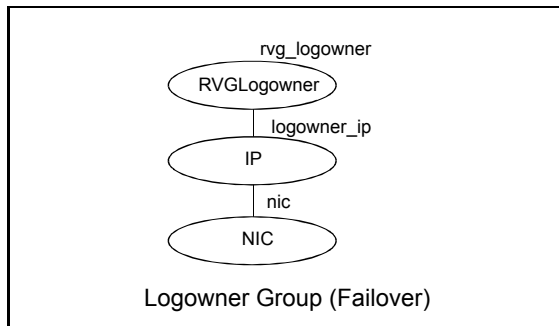 rvg_logowner
RVGLogowner
logowner_ip
IP
nic
NIC
Logowner Group (Failover)